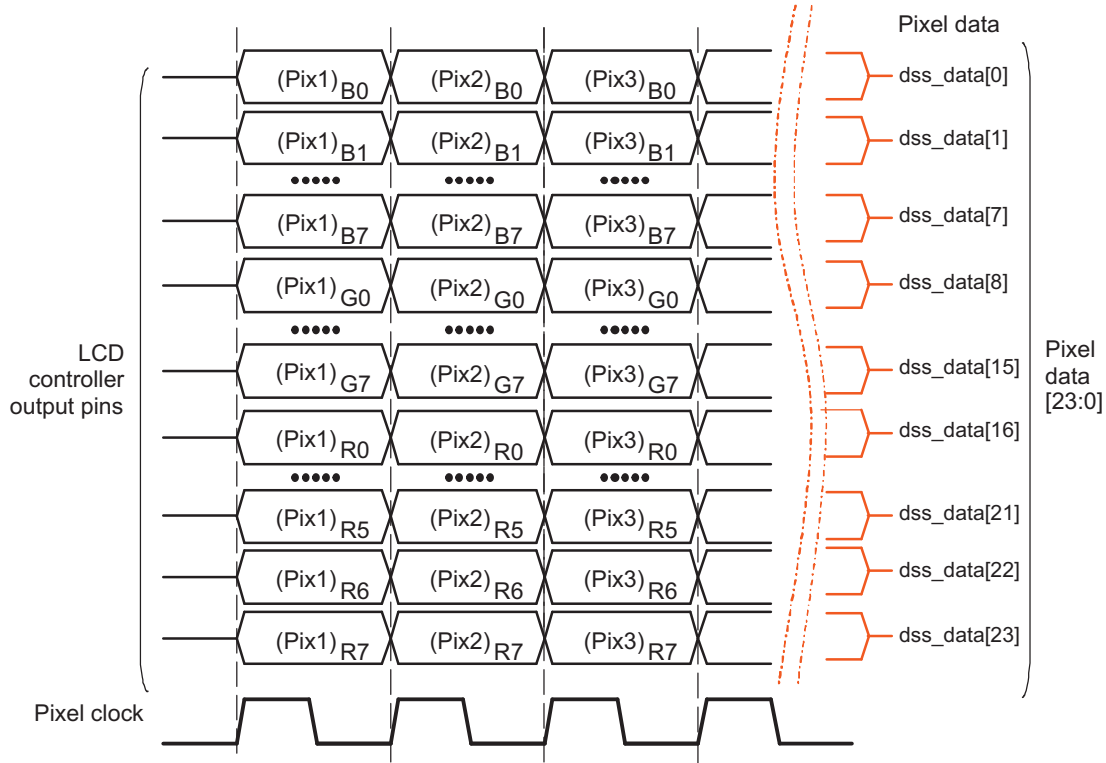 Pixel data
(Pix1)B0 (Pix2)B0 (Pix3)B0 dss_data[0]
(Pix1)B1 (Pix2)B1 (Pix3)B1 dss_data[1]
(Pix1)B7 (Pix2)B7 (Pix3)B7 dss_data[7]
(Pix1)G0 (Pix2)G0 (Pix3)G0 dss_data[8]
(Pix1)G7 (Pix2)G7 (Pix3)G7 dss_data[15]
(Pix1)R0 (Pix2)R0 (Pix3)R0 dss_data[16]
(Pix1)R5 (Pix2)R5 (Pix3)R5 dss_data[21]
(Pix1)R6 (Pix2)R6 (Pix3)R6 dss_data[22]
(Pix1)R7 (Pix2)R7 (Pix3)R7 dss_data[23]
LCD
controller
output pins
Pixel
data
[23:0]
Pixel clock